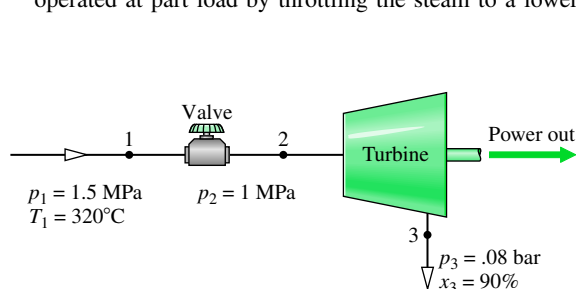 operated at part load by throttling the steam to a lower
Valve
1
2
Turbine
Power out
p₁ = 1.5 MPa
T₁ = 320°C
p₂ = 1 MPa
3
p₃ = .08 bar
x₃ = 90%